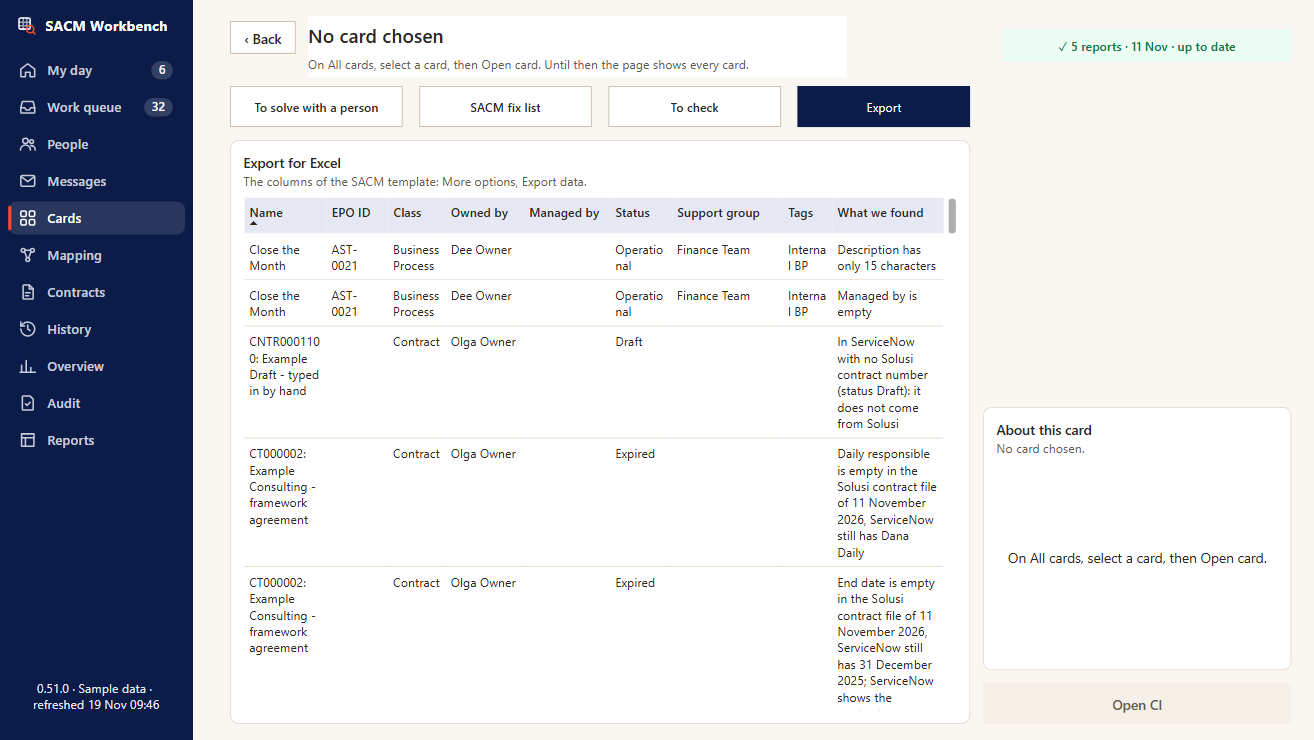 SACM Workbench
My day 6
Work queue 32
People
Messages
Cards
Mapping
Contracts
History
Overview
Audit
Reports
0.51.0 · Sample data ·
refreshed 19 Nov 09:46
‹ Back
No card chosen
On All cards, select a card, then Open card. Until then the page shows every card.
✓ 5 reports · 11 Nov · up to date
To solve with a person
SACM fix list
To check
Export
Export for Excel
The columns of the SACM template: More options, Export data.
Name EPO ID Class Owned by Managed by Status Support group Tags What we found
Close the AST- Business Dee Owner Operatio Finance Team Interna Description has
Month 0021 Process nal l BP only 15 characters
Close the AST- Business Dee Owner Operatio Finance Team Interna Managed by is
Month 0021 Process nal l BP empty
CNTR000110 Contract Olga Owner Draft In ServiceNow
0: Example with no Solusi
Draft - typed contract number
in by hand (status Draft): it
does not come
from Solusi
CT000002: Contract Olga Owner Expired Daily responsible
Example is empty in the
Consulting - Solusi contract file
framework of 11 November
agreement 2026, ServiceNow
still has Dana
Daily
CT000002: Contract Olga Owner Expired End date is empty
Example in the Solusi
Consulting - contract file of 11
framework November 2026,
agreement ServiceNow still
has 31 December
2025; ServiceNow
shows the
About this card
No card chosen.
On All cards, select a card, then Open card.
Open CI